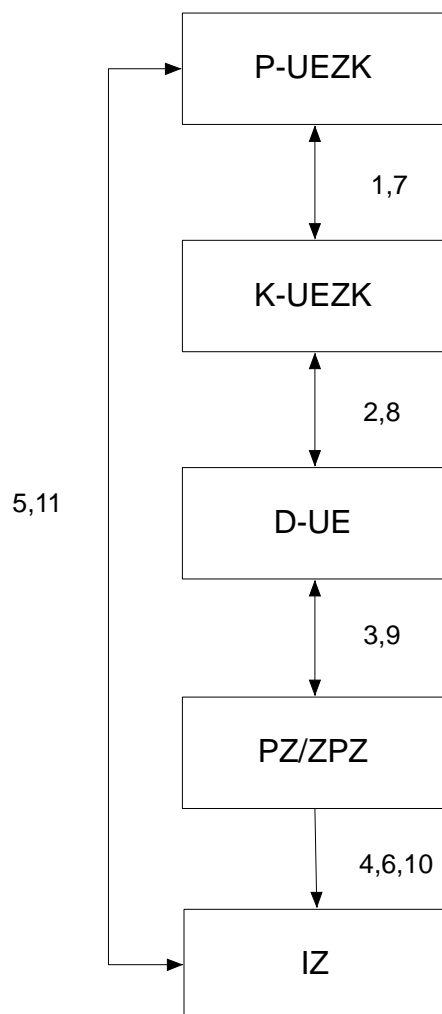 P-UEZK
1,7
K-UEZK
2,8
5,11
D-UE
3,9
PZ/ZPZ
4,6,10
IZ